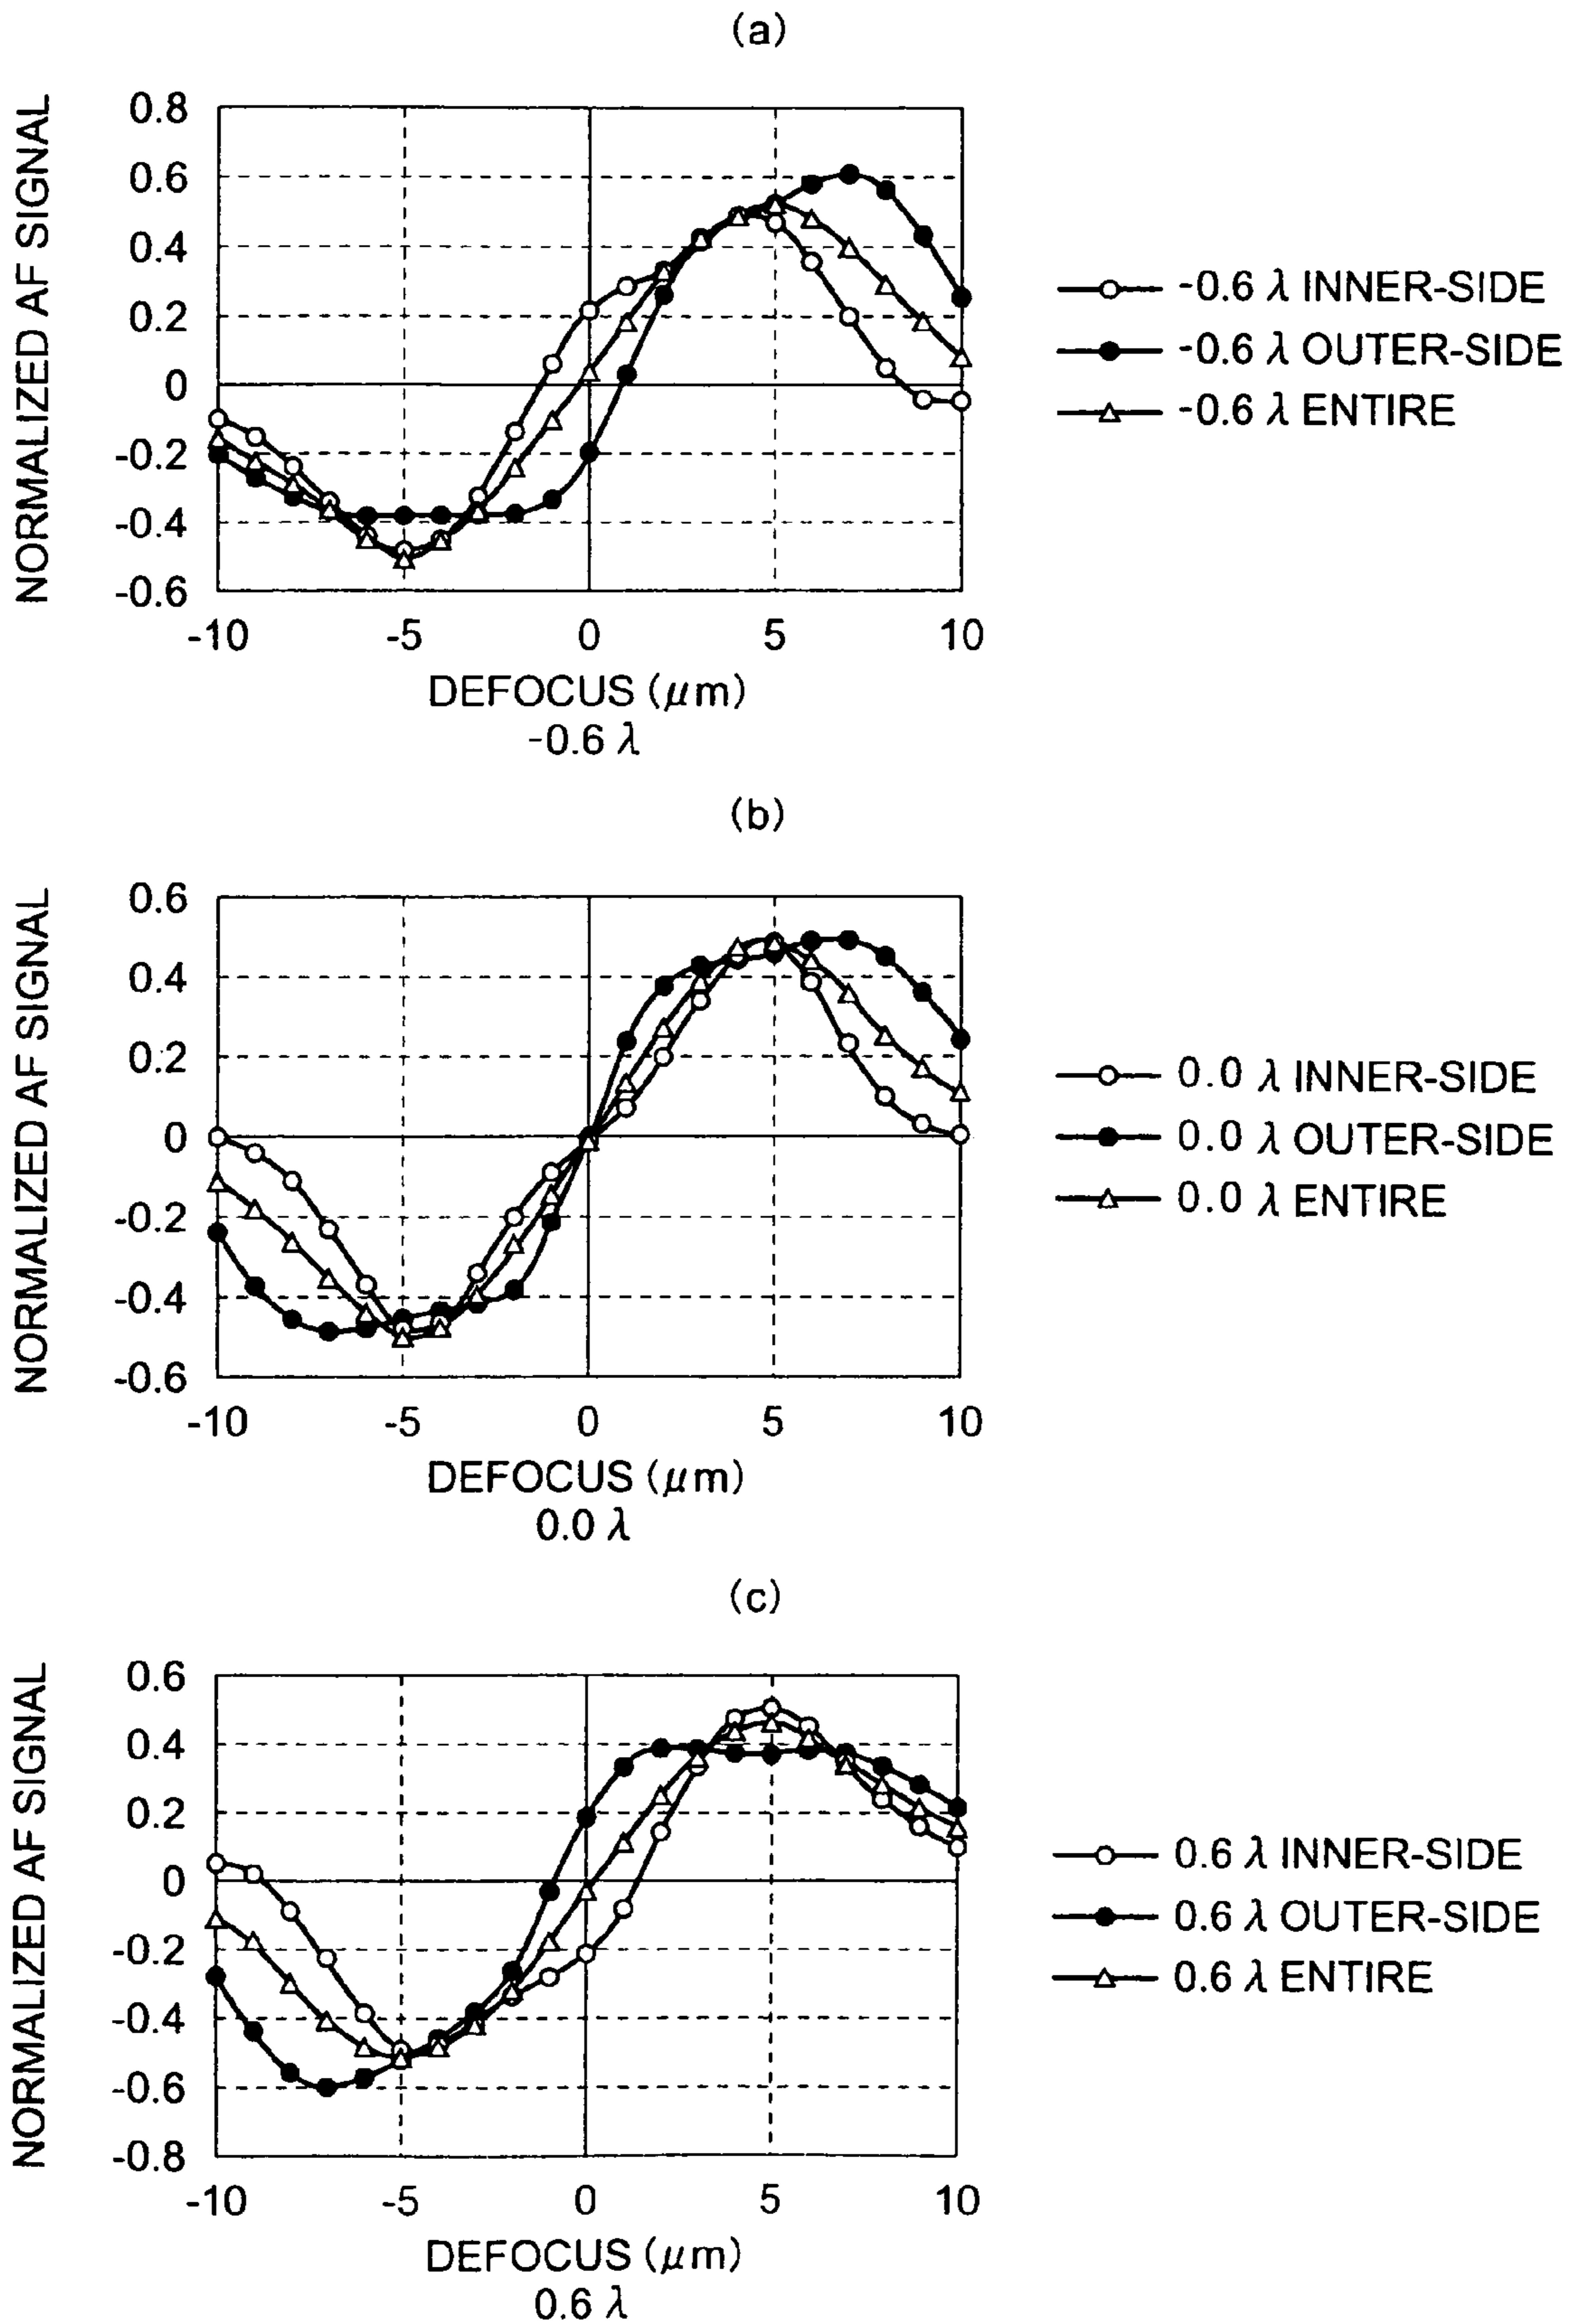 (a)
NORMALIZED AF SIGNAL
0.8
0.6
0.4
0.2
0
-0.2
-0.4
-0.6
-10 -5 0 5 10
DEFOCUS (μm)
-0.6 λ
-0.6 λ INNER-SIDE
-0.6 λ OUTER-SIDE
-0.6 λ ENTIRE
(b)
NORMALIZED AF SIGNAL
0.6
0.4
0.2
0
-0.2
-0.4
-0.6
-10 -5 0 5 10
DEFOCUS (μm)
0.0 λ
0.0 λ INNER-SIDE
0.0 λ OUTER-SIDE
0.0 λ ENTIRE
(c)
NORMALIZED AF SIGNAL
0.6
0.4
0.2
0
-0.2
-0.4
-0.6
-0.8
-10 -5 0 5 10
DEFOCUS (μm)
0.6 λ
0.6 λ INNER-SIDE
0.6 λ OUTER-SIDE
0.6 λ ENTIRE